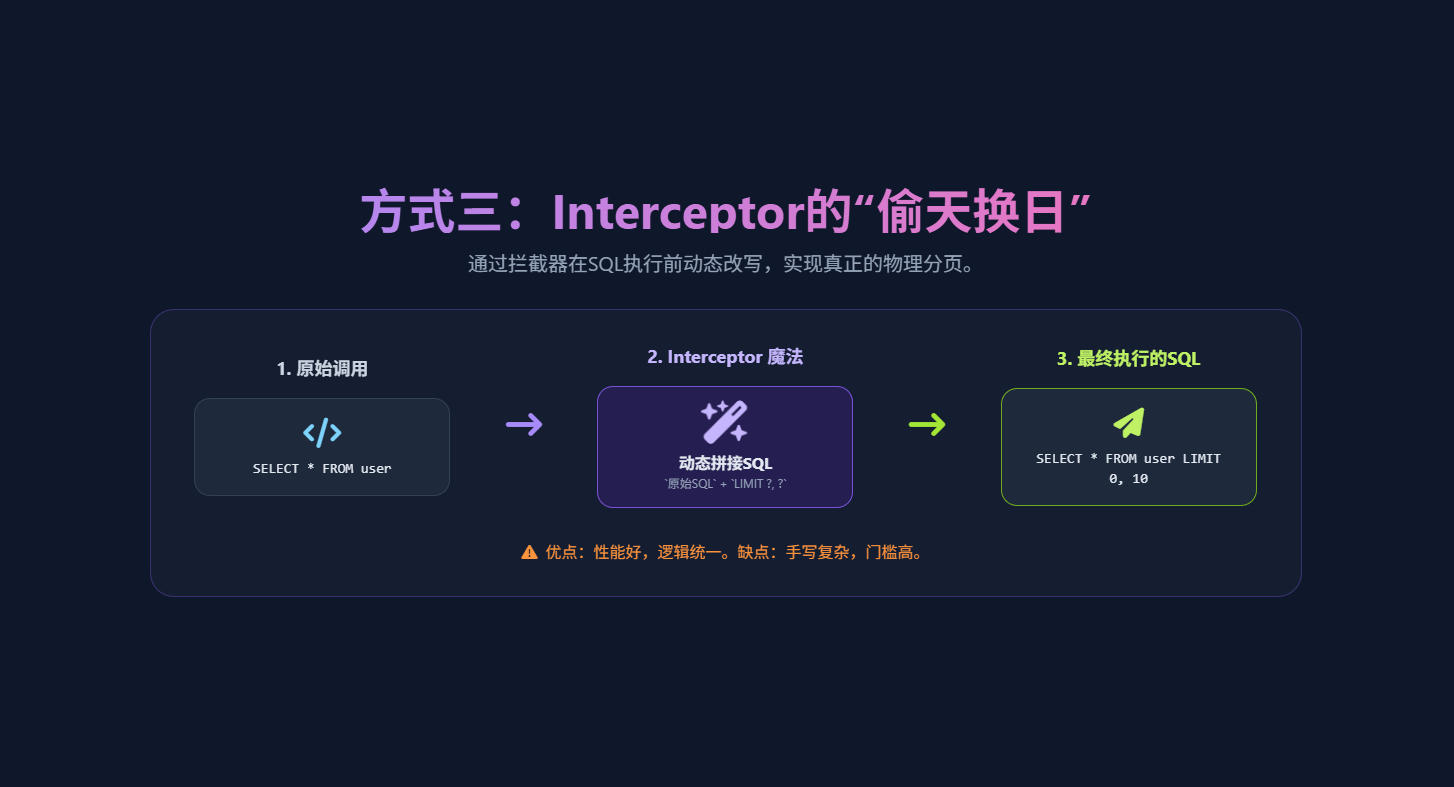 方式三：Interceptor的“偷天换日”
通过拦截器在SQL执行前动态改写，实现真正的物理分页。
1. 原始调用
SELECT * FROM user
2. Interceptor 魔法
动态拼接SQL
`原始SQL` + `LIMIT ?, ?`
3. 最终执行的SQL
SELECT * FROM user LIMIT
0, 10
优点：性能好，逻辑统一。缺点：手写复杂，门槛高。